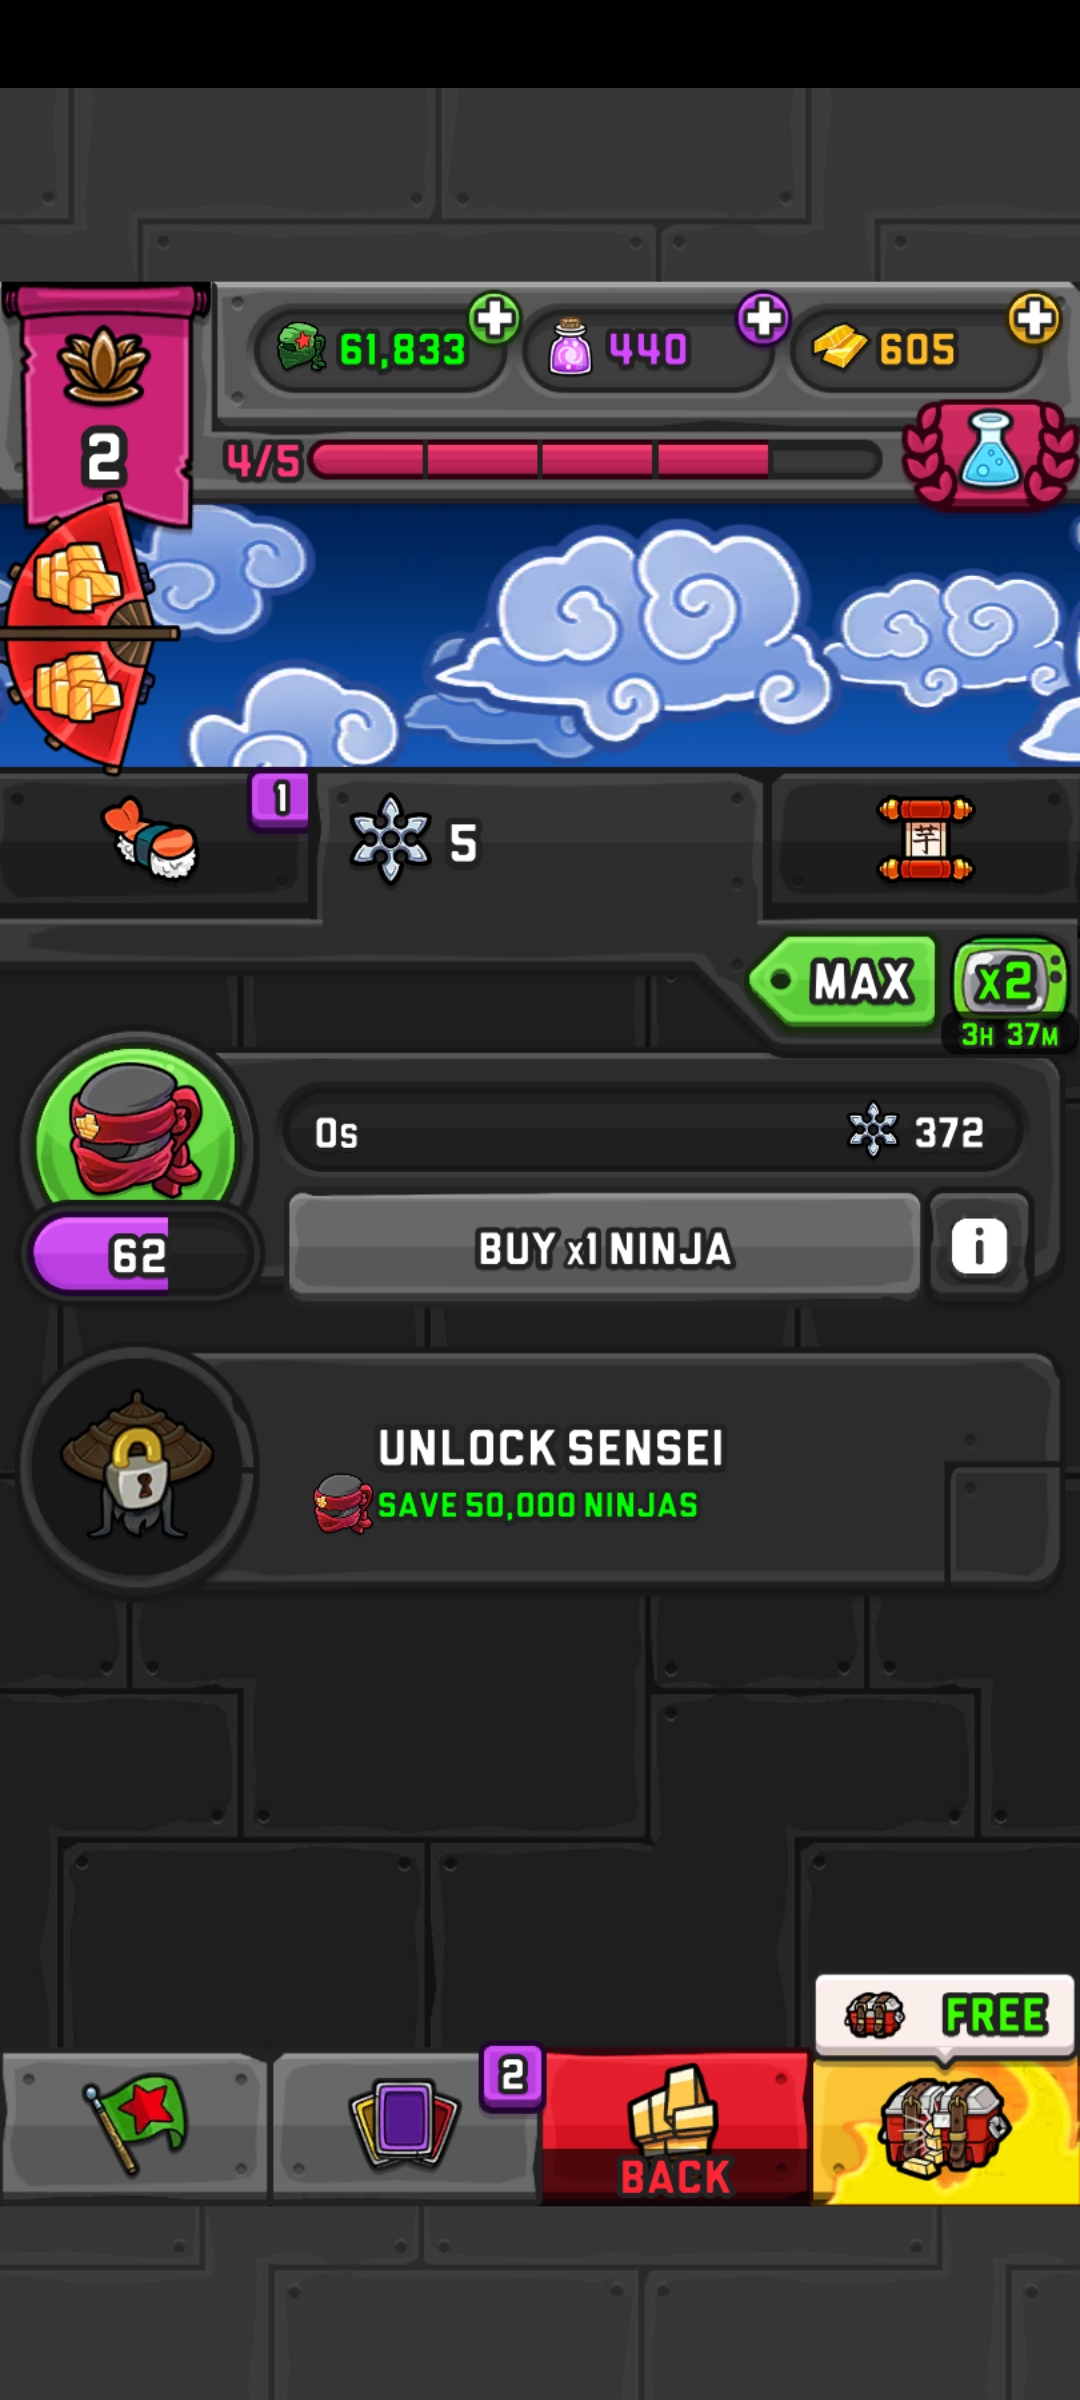 61,833
440
605
2
4/5
1
5
芋
MAX
x2
3H 37M
0s
372
62
BUY x1 NINJA
i
UNLOCK SENSEI
SAVE 50,000 NINJAS
FREE
2
BACK